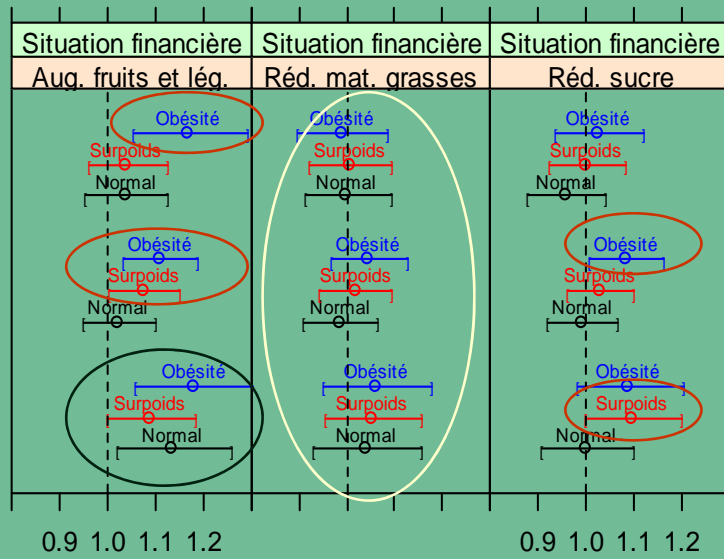 Situation financière Situation financière Situation financière
Aug. fruits et lég. Réd. mat. grasses Réd. sucre
Obésité Obésité Obésité
Surpoids Surpoids Surpoids
Normal Normal Normal
Obésité Obésité Obésité
Surpoids Surpoids Surpoids
Normal Normal Normal
Obésité Obésité Obésité
Surpoids Surpoids Surpoids
Normal Normal Normal
0.9 1.0 1.1 1.2 0.9 1.0 1.1 1.2